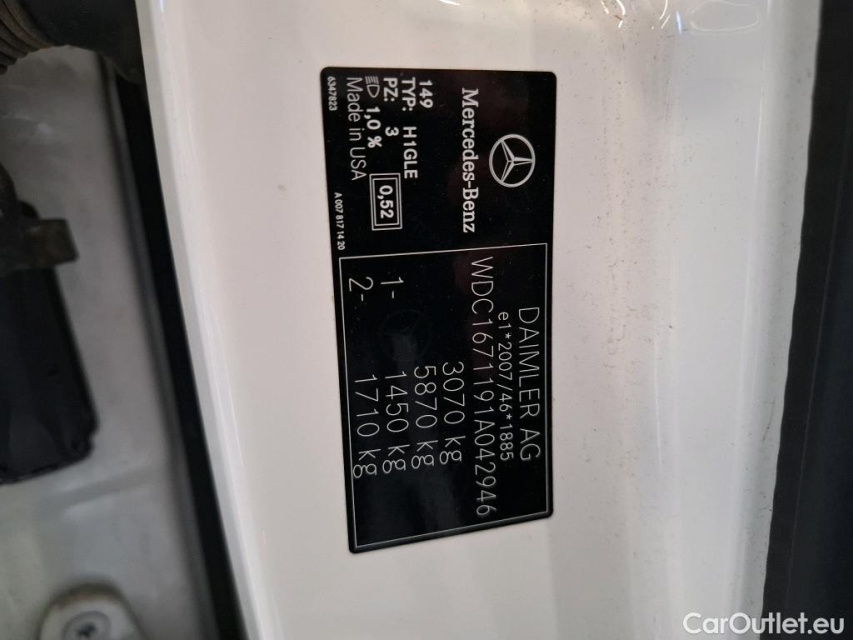 Mercedes-Benz
149
TYP: H1GLE
PZ: 3
1,0 %
0,52
Made in USA
6347823
A 007 817 14 20
DAIMLER AG
e1*2007/46*1885
WDC1671191A042946
3070 kg
5870 kg
1- 1450 kg
2- 1710 kg
CarOutlet.eu